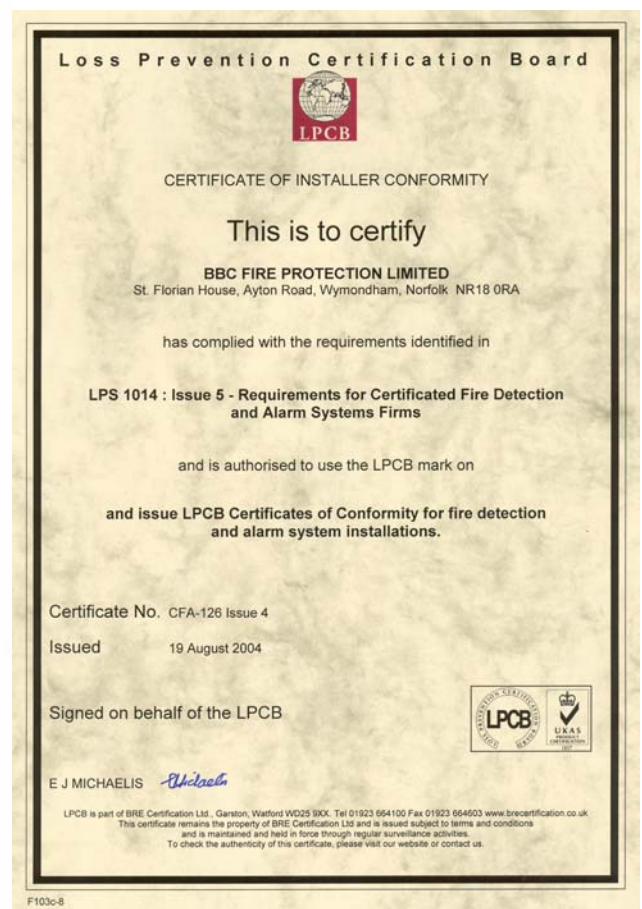 Loss Prevention Certification Board
LPCB
CERTIFICATE OF INSTALLER CONFORMITY
This is to certify
BBC FIRE PROTECTION LIMITED
St. Florian House, Ayton Road, Wymondham, Norfolk NR18 0RA
has complied with the requirements identified in
LPS 1014 : Issue 5 - Requirements for Certificated Fire Detection
and Alarm Systems Firms
and is authorised to use the LPCB mark on
and issue LPCB Certificates of Conformity for fire detection
and alarm system installations.
Certificate No. CFA-126 Issue 4
Issued 19 August 2004
Signed on behalf of the LPCB
LPCB
UKAS
PRODUCT
CERTIFICATION
E J MICHAELIS
LPCB is part of BRE Certification Ltd., Garston, Watford WD25 9XX. Tel 01923 664100 Fax 01923 664603 www.brecertification.co.uk
This certificate remains the property of BRE Certification Ltd and is issued subject to terms and conditions
and is maintained and held in force through regular surveillance activities.
To check the authenticity of this certificate, please visit our website or contact us.
F103c-8